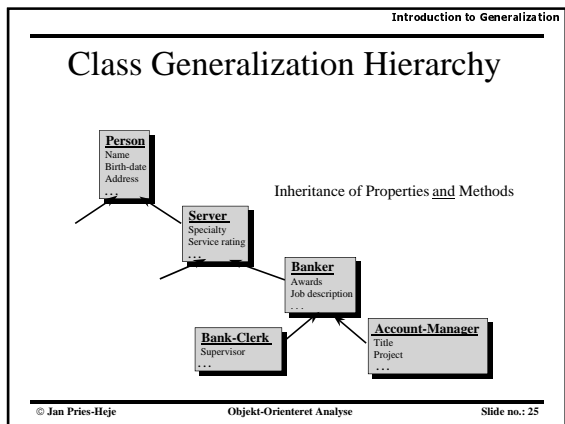 Introduction to Generalization
Class Generalization Hierarchy
Person
Name
Birth-date
Address
. . .
Inheritance of Properties and Methods
Server
Specialty
Service rating
. . .
Banker
Awards
Job description
. . .
Bank-Clerk
Supervisor
. . .
Account-Manager
Title
Project
. . .
© Jan Pries-Heje Objekt-Orienteret Analyse Slide no.: 25